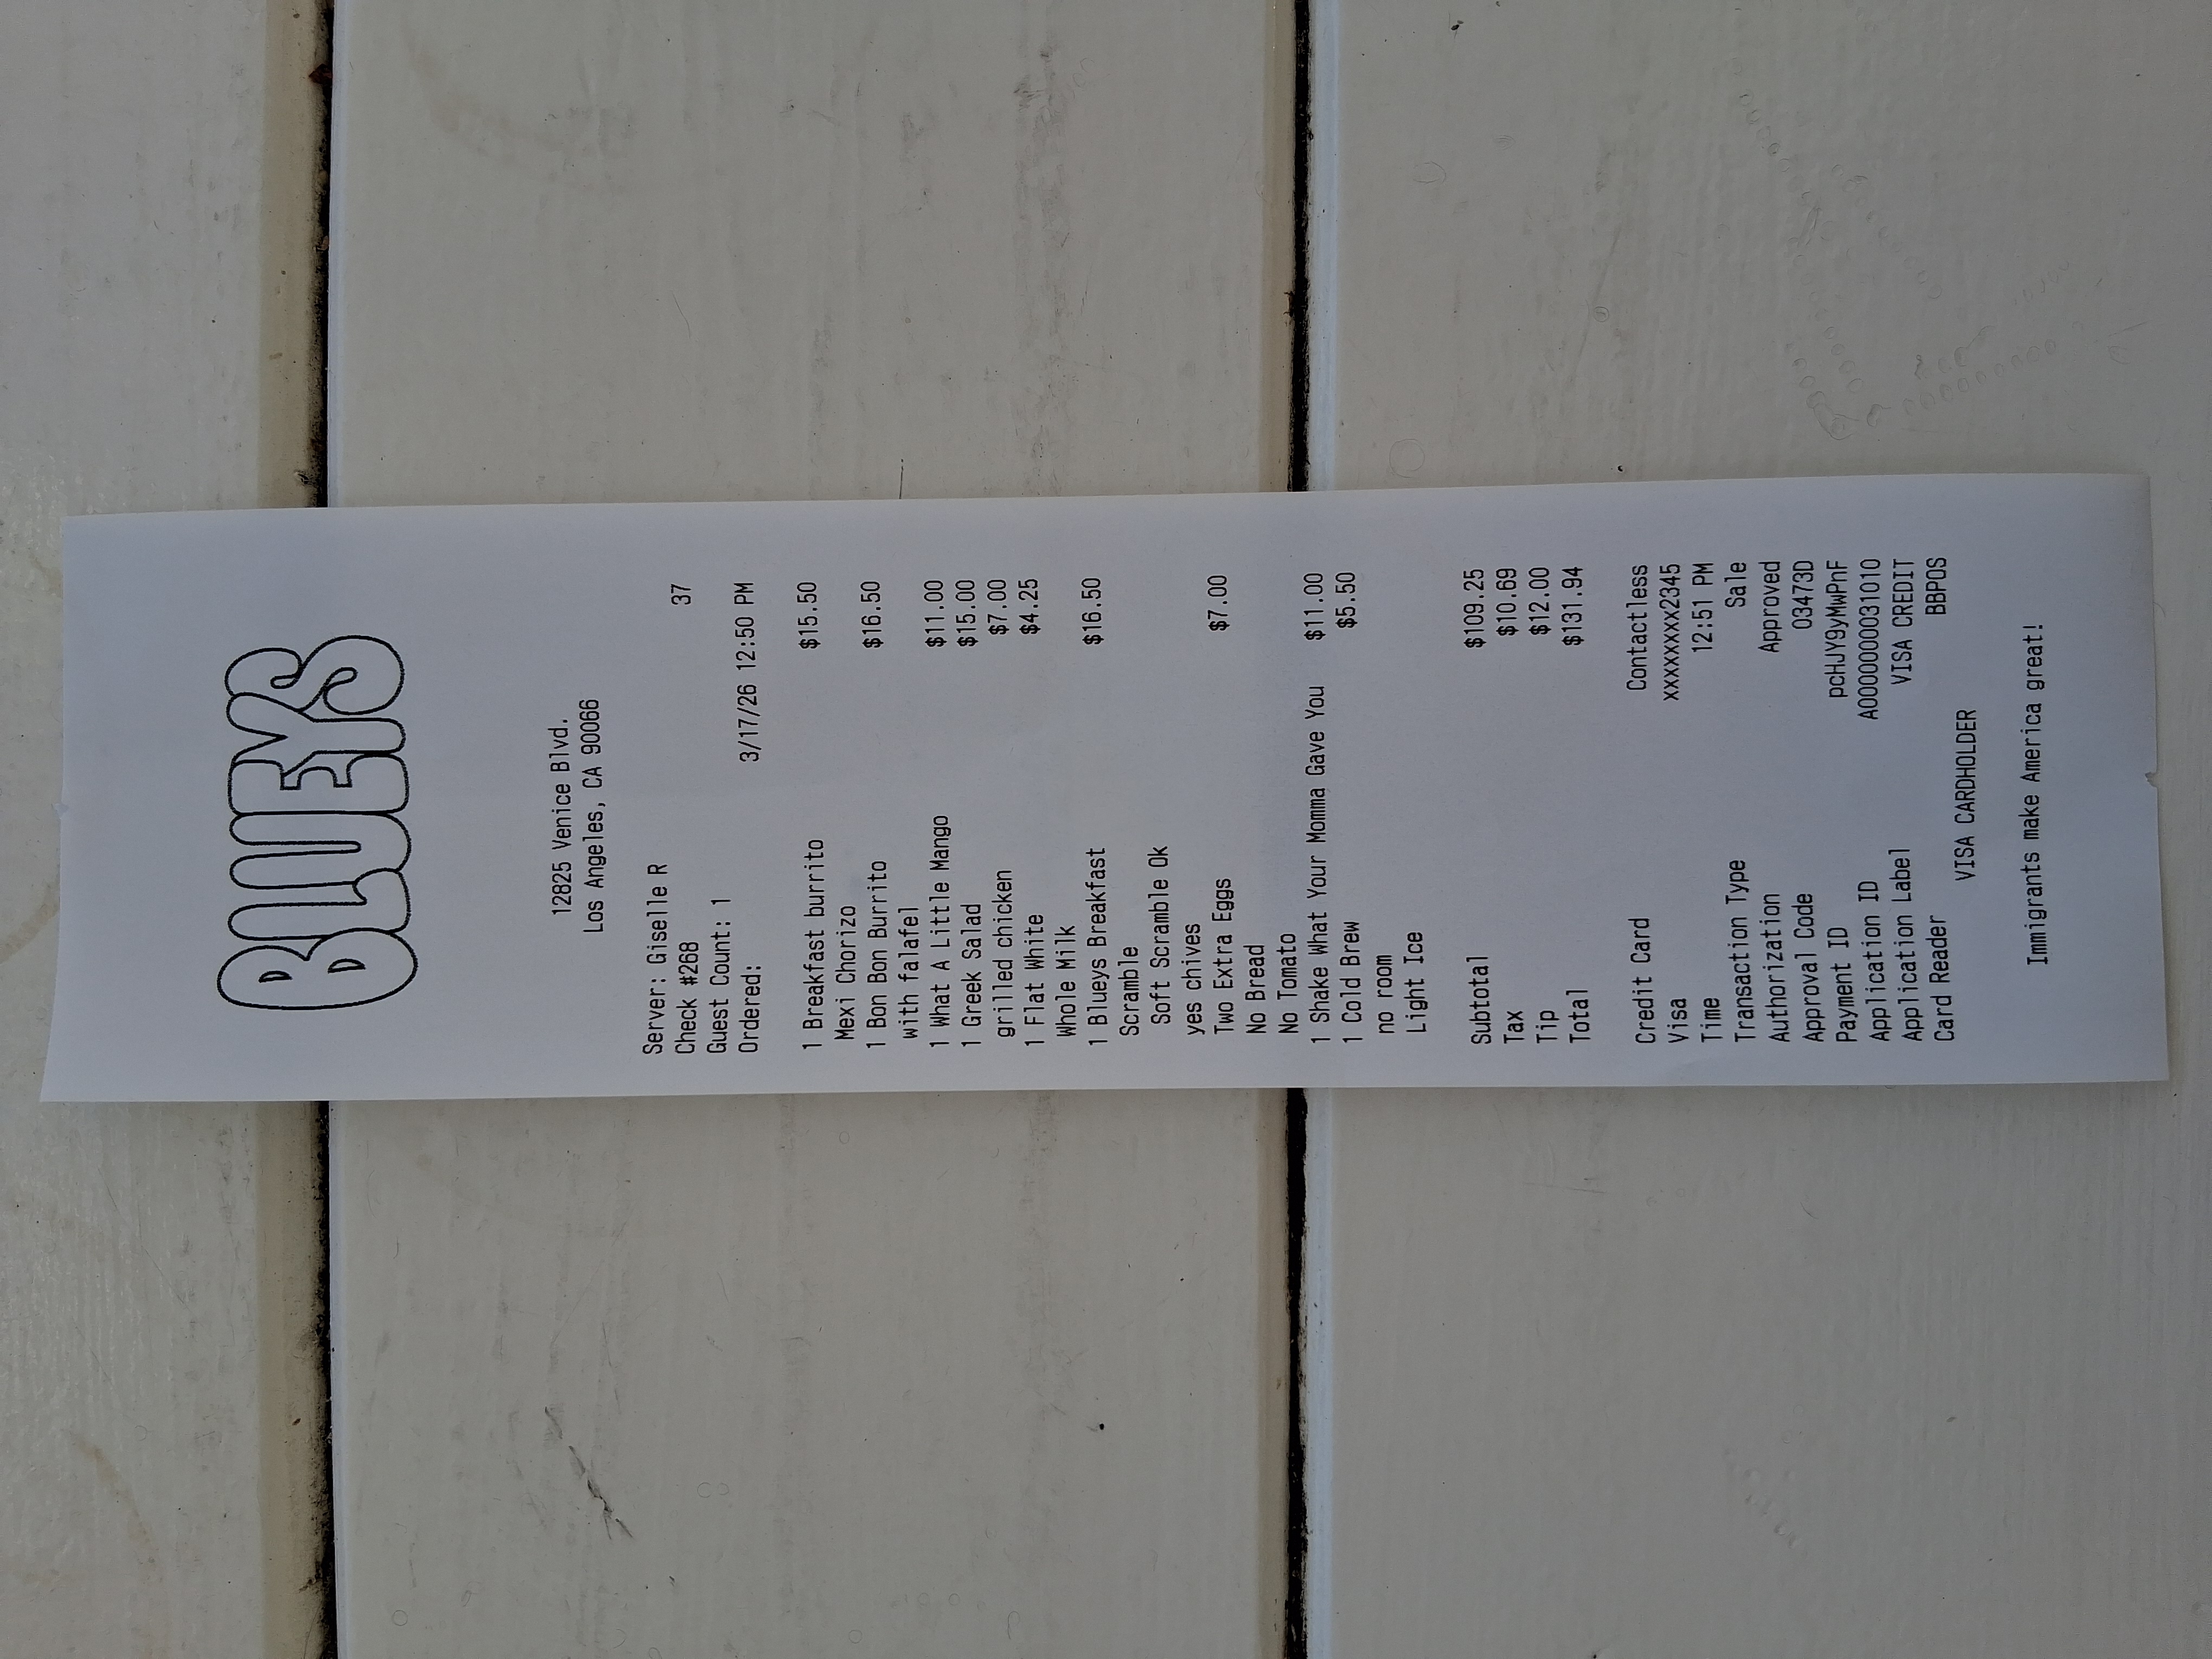 BLUEYS
12825 Venice Blvd.
Los Angeles, CA 90066
Server: Giselle R
Check #268 37
Guest Count: 1
Ordered: 3/17/26 12:50 PM
1 Breakfast burrito $15.50
Mexi Chorizo
1 Bon Bon Burrito $16.50
with falafel
1 What A Little Mango $11.00
1 Greek Salad $15.00
grilled chicken $7.00
1 Flat White $4.25
Whole Milk
1 Blueys Breakfast $16.50
Scramble
Soft Scramble Ok
yes chives
Two Extra Eggs $7.00
No Bread
No Tomato
1 Shake What Your Momma Gave You $11.00
1 Cold Brew $5.50
no room
Light Ice
Subtotal $109.25
Tax $10.69
Tip $12.00
Total $131.94
Credit Card Contactless
Visa xxxxxxxx2345
Time 12:51 PM
Transaction Type Sale
Authorization Approved
Approval Code 03473D
Payment ID pcHJY9yMwPnF
Application ID A0000000031010
Application Label VISA CREDIT
Card Reader BBPOS
VISA CARDHOLDER
Immigrants make America great!